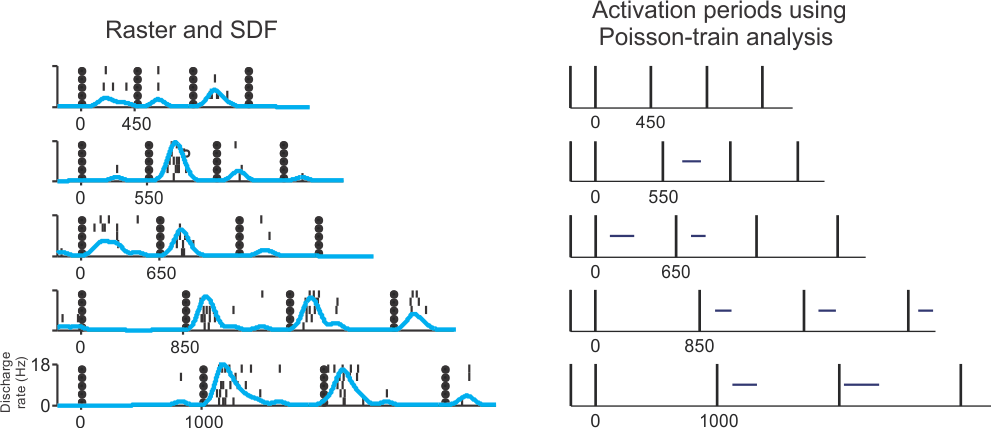 Raster and SDF
Activation periods using
Poisson-train analysis
0 450
0 450
0 550
0 550
0 650
0 650
0 850
0 850
Discharge
rate (Hz)
18
0
0 1000
0 1000